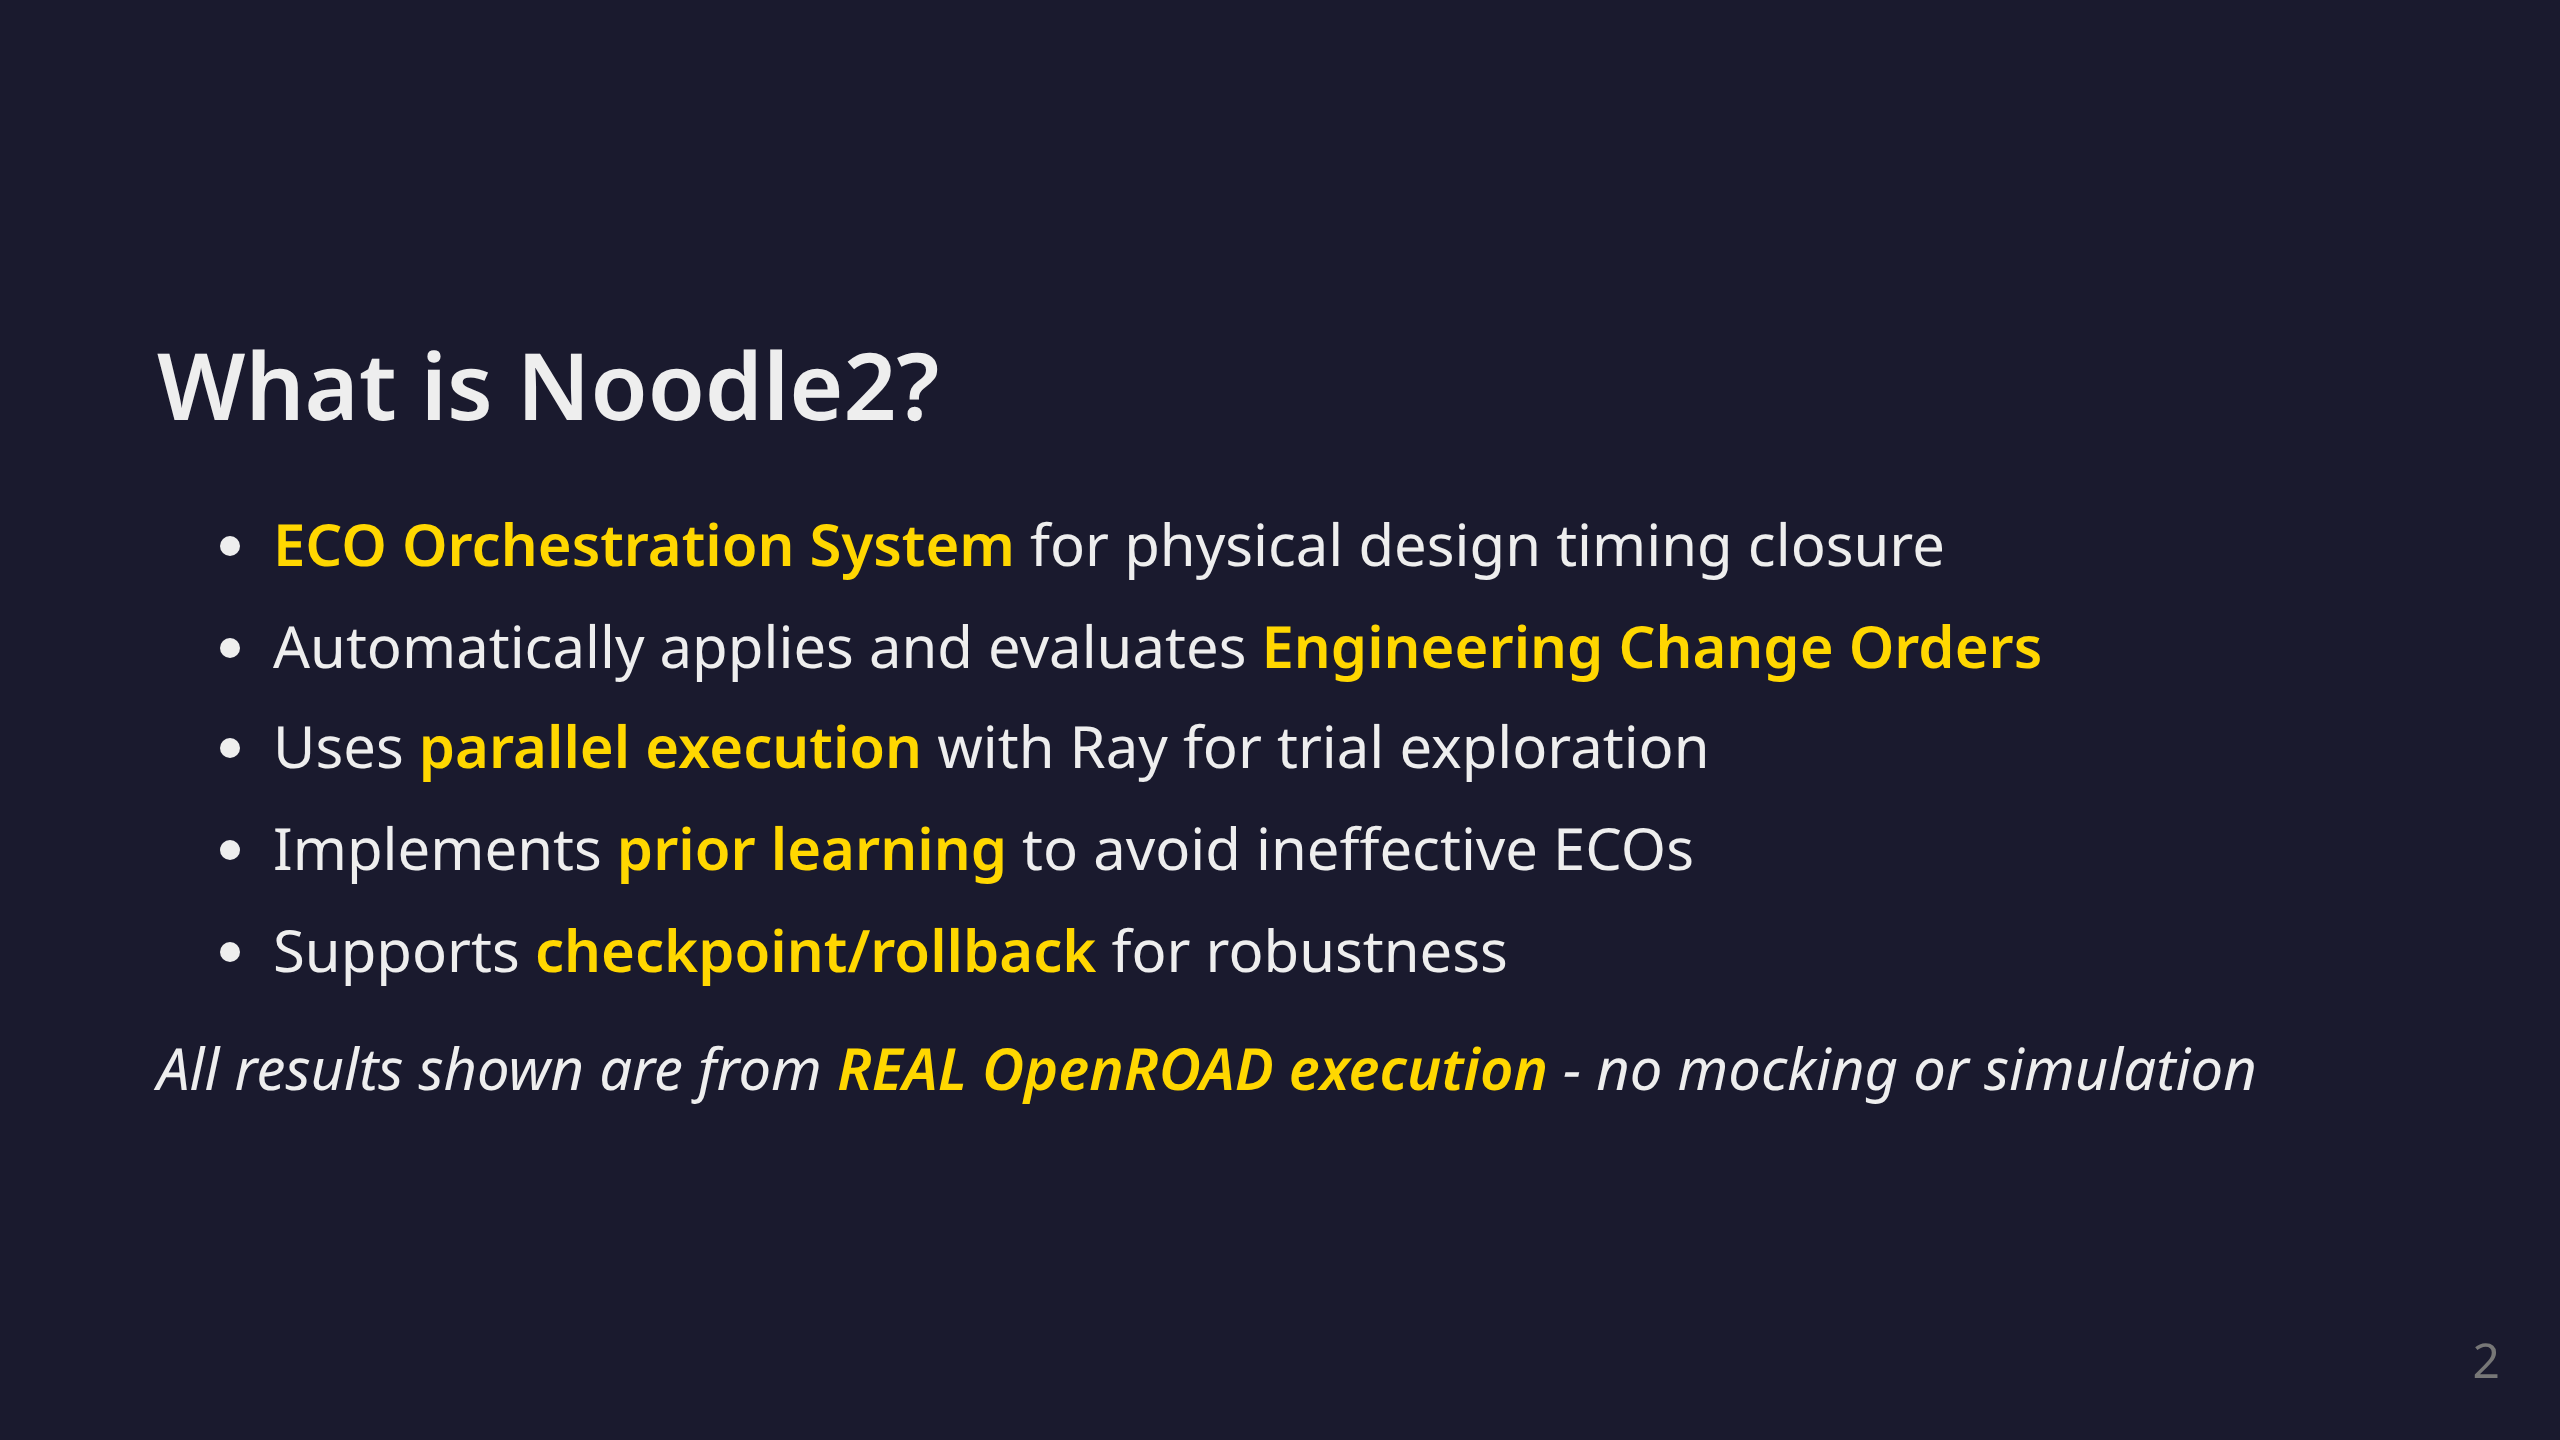 What is Noodle2?
• ECO Orchestration System for physical design timing closure
• Automatically applies and evaluates Engineering Change Orders
• Uses parallel execution with Ray for trial exploration
• Implements prior learning to avoid ineffective ECOs
• Supports checkpoint/rollback for robustness
All results shown are from REAL OpenROAD execution - no mocking or simulation
2